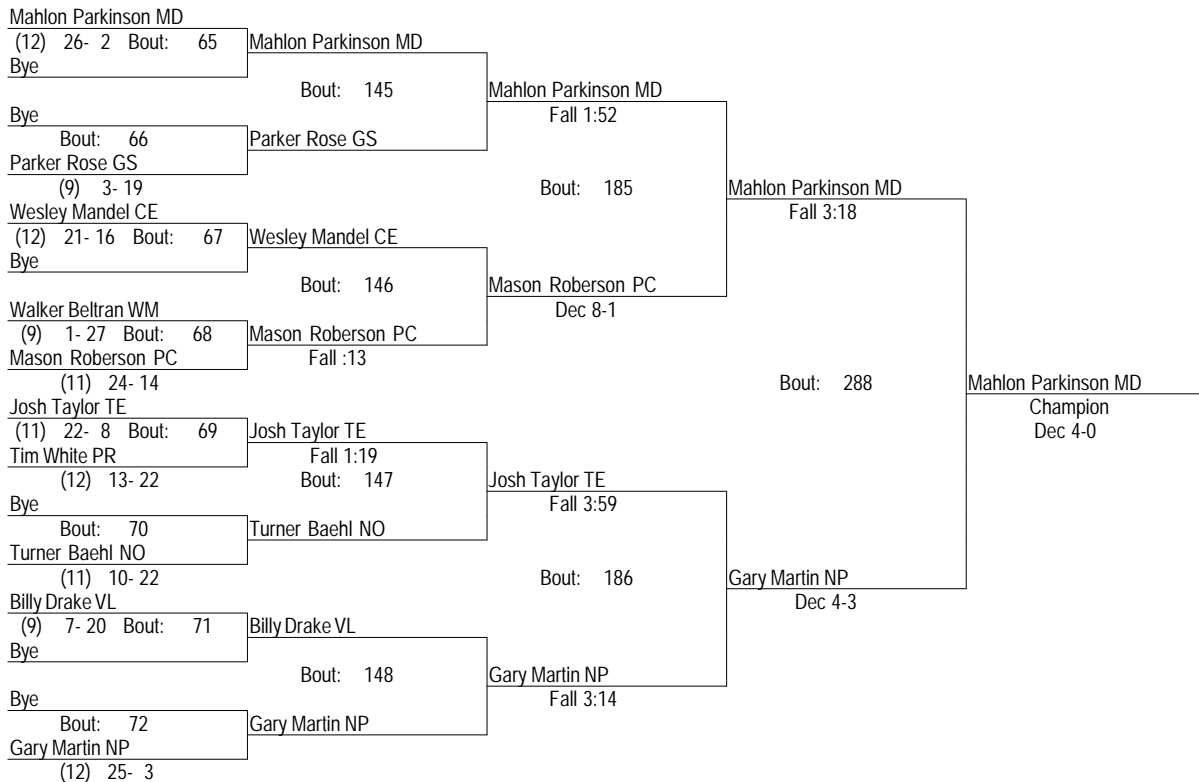 Mahlon Parkinson MD
(12) 26- 2 Bout: 65
Bye
Bye
Bout: 66
Parker Rose GS
(9) 3- 19
Wesley Mandel CE
(12) 21- 16 Bout: 67
Bye
Walker Beltran WM
(9) 1- 27 Bout: 68
Mason Roberson PC
(11) 24- 14
Josh Taylor TE
(11) 22- 8 Bout: 69
Tim White PR
(12) 13- 22
Bye
Bout: 70
Turner Baehl NO
(11) 10- 22
Billy Drake VL
(9) 7- 20 Bout: 71
Bye
Bye
Bout: 72
Gary Martin NP
(12) 25- 3
Mahlon Parkinson MD
Bout: 145
Parker Rose GS
Wesley Mandel CE
Bout: 146
Mason Roberson PC
Fall :13
Josh Taylor TE
Fall 1:19
Bout: 147
Turner Baehl NO
Billy Drake VL
Bout: 148
Gary Martin NP
Mahlon Parkinson MD
Fall 1:52
Bout: 185
Mason Roberson PC
Dec 8-1
Josh Taylor TE
Fall 3:59
Bout: 186
Gary Martin NP
Fall 3:14
Mahlon Parkinson MD
Fall 3:18
Bout: 288
Gary Martin NP
Dec 4-3
Mahlon Parkinson MD
Champion
Dec 4-0